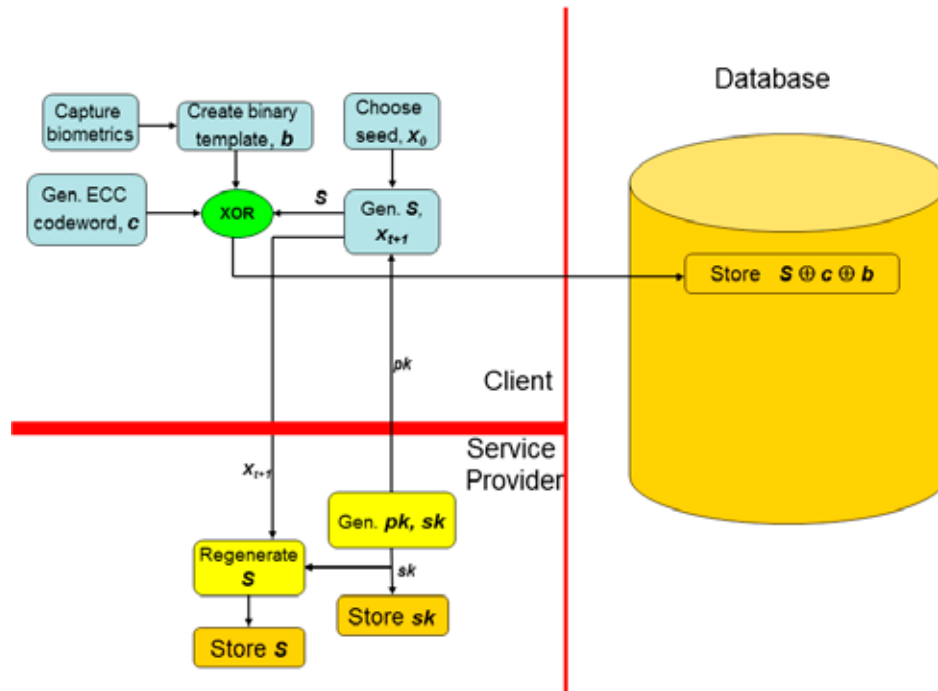 Database
Capture
biometrics
Create binary
template, b
Choose
seed, x₀
Gen. ECC
codeword, c
XOR
S
Gen. S,
xₜ₊₁
Store S ⊕ c ⊕ b
pk
Client
Service
Provider
xₜ₊₁
Gen. pk, sk
Regenerate
S
sk
Store sk
Store S